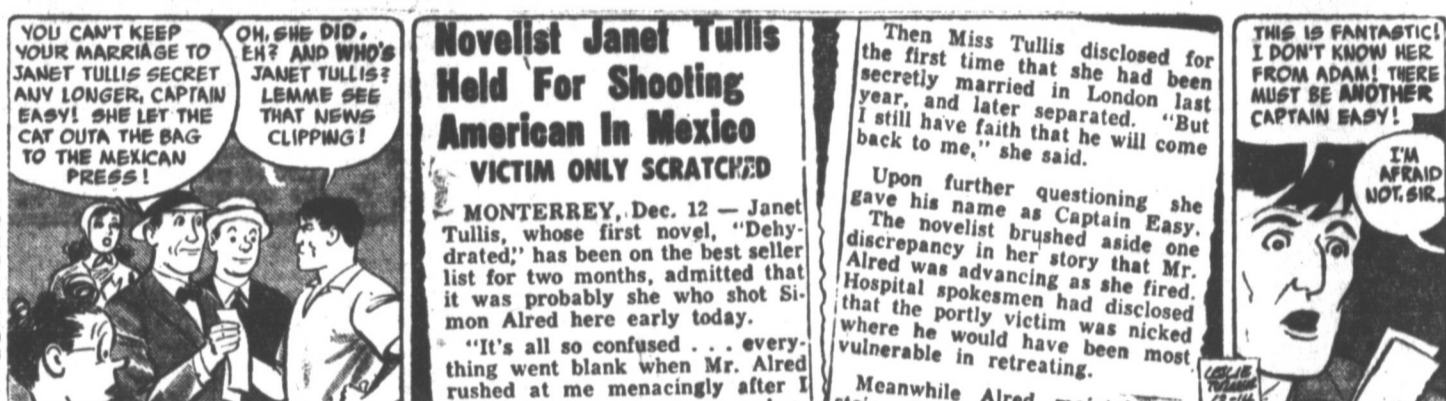 YOU CAN'T KEEP
YOUR MARRIAGE TO
JANET TULLIS SECRET
ANY LONGER, CAPTAIN
EASY! SHE LET THE
CAT OUTA THE BAG
TO THE MEXICAN
PRESS!
OH, SHE DID,
EH? AND WHO'S
JANET TULLIS?
LEMME SEE
THAT NEWS
CLIPPING!
Novelist Janet Tullis
Held For Shooting
American In Mexico
VICTIM ONLY SCRATCHED
MONTERREY, Dec. 12 — Janet
Tullis, whose first novel, "Dehy-
drated," has been on the best seller
list for two months, admitted that
it was probably she who shot Si-
mon Alred here early today.
"It's all so confused . . . every-
thing went blank when Mr. Alred
rushed at me menacingly after I
Then Miss Tullis disclosed for
the first time that she had been
secretly married in London last
year, and later separated. "But
I still have faith that he will come
back to me," she said.
Upon further questioning she
gave his name as Captain Easy.
The novelist brushed aside one
discrepancy in her story that Mr.
Alred was advancing as she fired.
Hospital spokesmen had disclosed
that the portly victim was nicked
where he would have been most
vulnerable in retreating.
Meanwhile Alred
THIS IS FANTASTIC!
I DON'T KNOW HER
FROM ADAM! THERE
MUST BE ANOTHER
CAPTAIN EASY!
I'M
AFRAID
NOT, SIR..
LESLIE
TURNER